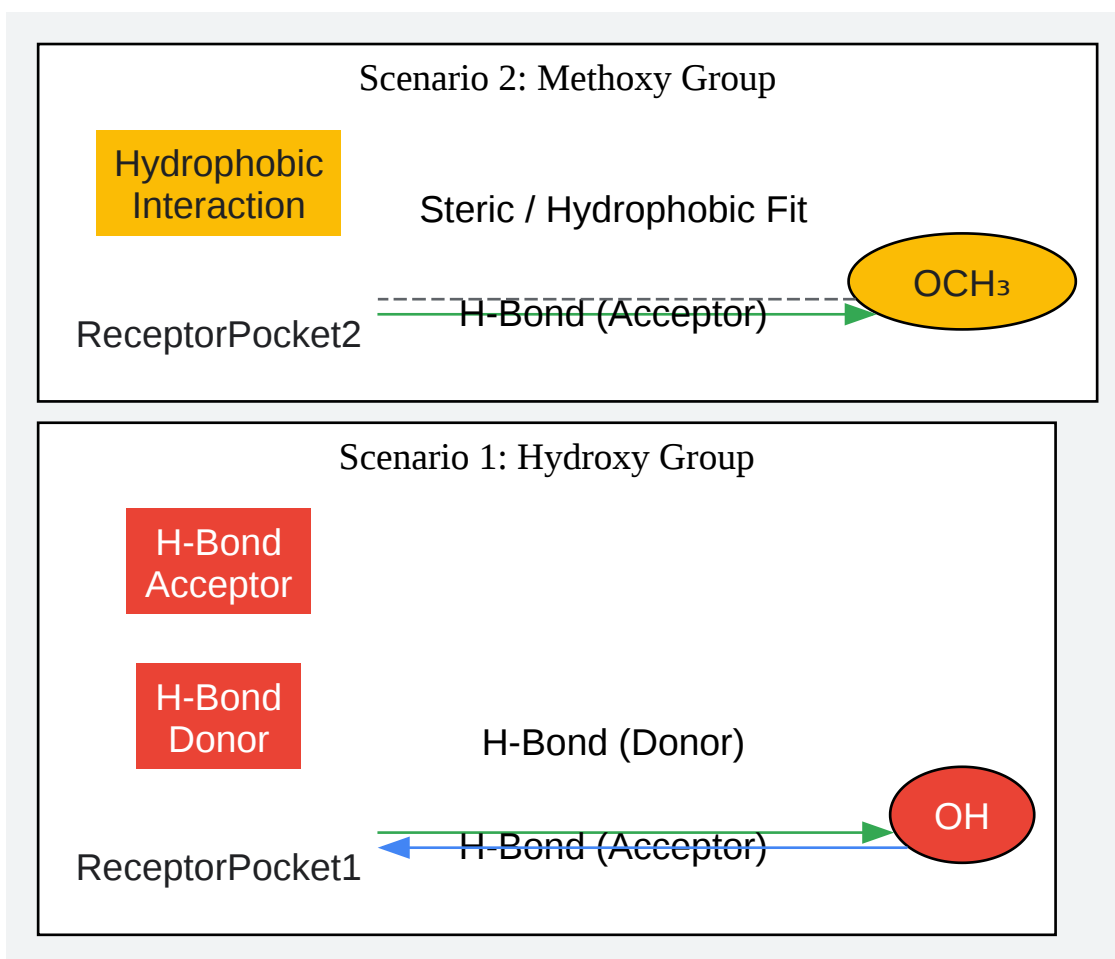 Scenario 2: Methoxy Group
Hydrophobic
Interaction
Steric / Hydrophobic Fit
OCH₃
H-Bond (Acceptor)
ReceptorPocket2
Scenario 1: Hydroxy Group
H-Bond
Acceptor
H-Bond
Donor
H-Bond (Donor)
OH
H-Bond (Acceptor)
ReceptorPocket1